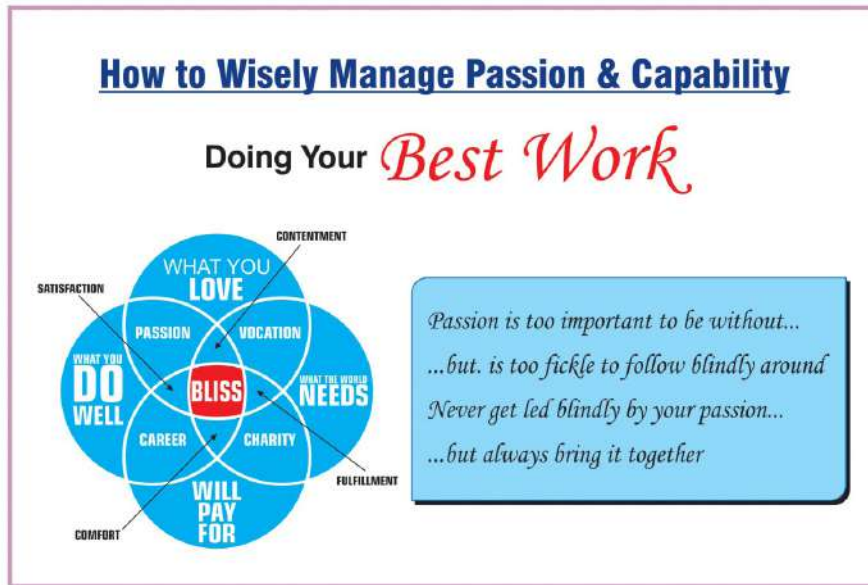 How to Wisely Manage Passion & Capability
Doing Your Best Work
CONTENTMENT
WHAT YOU
LOVE
SATISFACTION
PASSION
VOCATION
WHAT YOU
DO
WELL
BLISS
WHAT THE WORLD
NEEDS
CAREER
CHARITY
FULFILLMENT
WILL
PAY
FOR
COMFORT
Passion is too important to be without...
...but. is too fickle to follow blindly around
Never get led blindly by your passion...
...but always bring it together